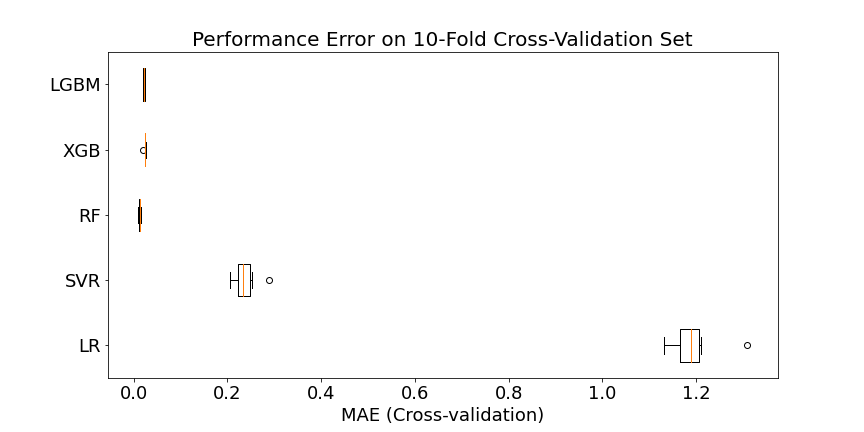 Performance Error on 10-Fold Cross-Validation Set
LGBM
XGB
RF
SVR
LR
0.0 0.2 0.4 0.6 0.8 1.0 1.2
MAE (Cross-validation)